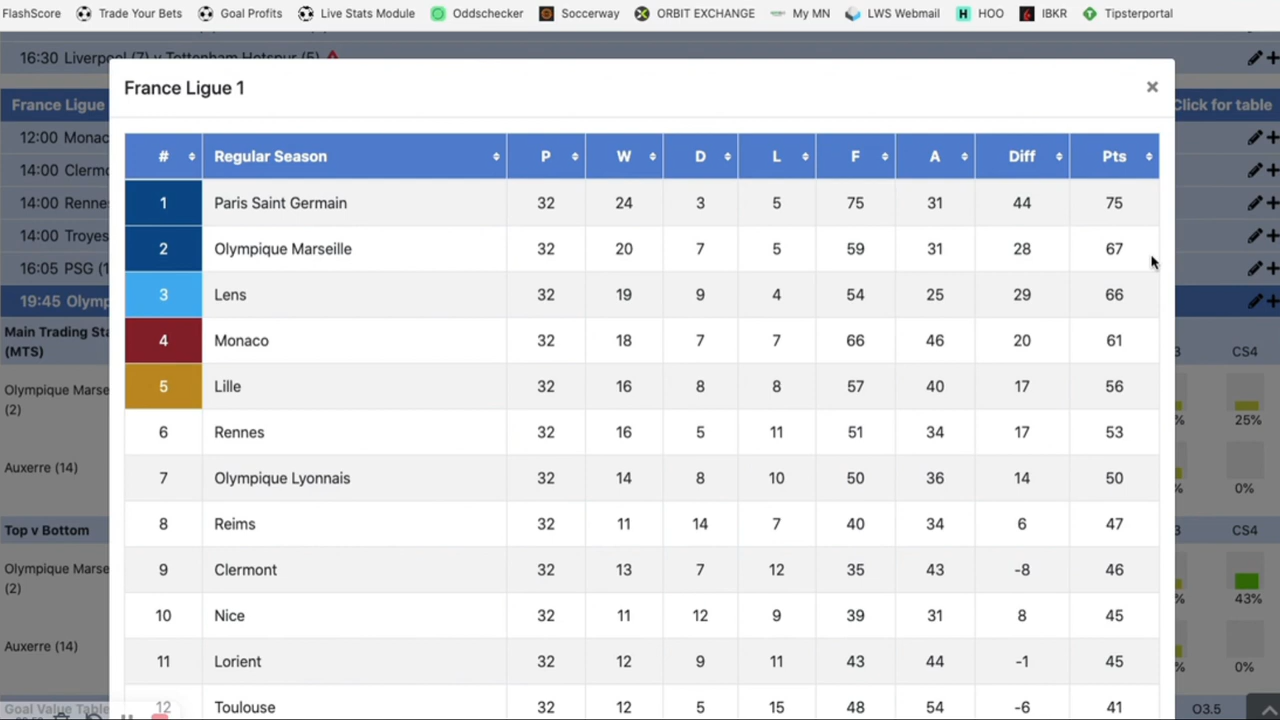 FlashScore Trade Your Bets Goal Profits Live Stats Module Oddschecker Soccerway ORBIT EXCHANGE My MN LWS Webmail HOO IBKR Tipsterportal
16:30 Liverpool (7) v Tottenham Hotspur (5)
France Ligue 1 ×
France Ligue Click for table
12:00 Monac
14:00 Clermo
14:00 Renne
14:00 Troyes
16:05 PSG (1
19:45 Olymp
Main Trading Sta
(MTS)
3 CS4
Olympique Marse
(2)
% 25%
Auxerre (14)
% 0%
Top v Bottom 3 CS4
Olympique Marse
(2)
% 43%
Auxerre (14)
% 0%
Goal Value Table O3.5
# Regular Season P W D L F A Diff Pts
1 Paris Saint Germain 32 24 3 5 75 31 44 75
2 Olympique Marseille 32 20 7 5 59 31 28 67
3 Lens 32 19 9 4 54 25 29 66
4 Monaco 32 18 7 7 66 46 20 61
5 Lille 32 16 8 8 57 40 17 56
6 Rennes 32 16 5 11 51 34 17 53
7 Olympique Lyonnais 32 14 8 10 50 36 14 50
8 Reims 32 11 14 7 40 34 6 47
9 Clermont 32 13 7 12 35 43 -8 46
10 Nice 32 11 12 9 39 31 8 45
11 Lorient 32 12 9 11 43 44 -1 45
12 Toulouse 32 12 5 15 48 54 -6 41